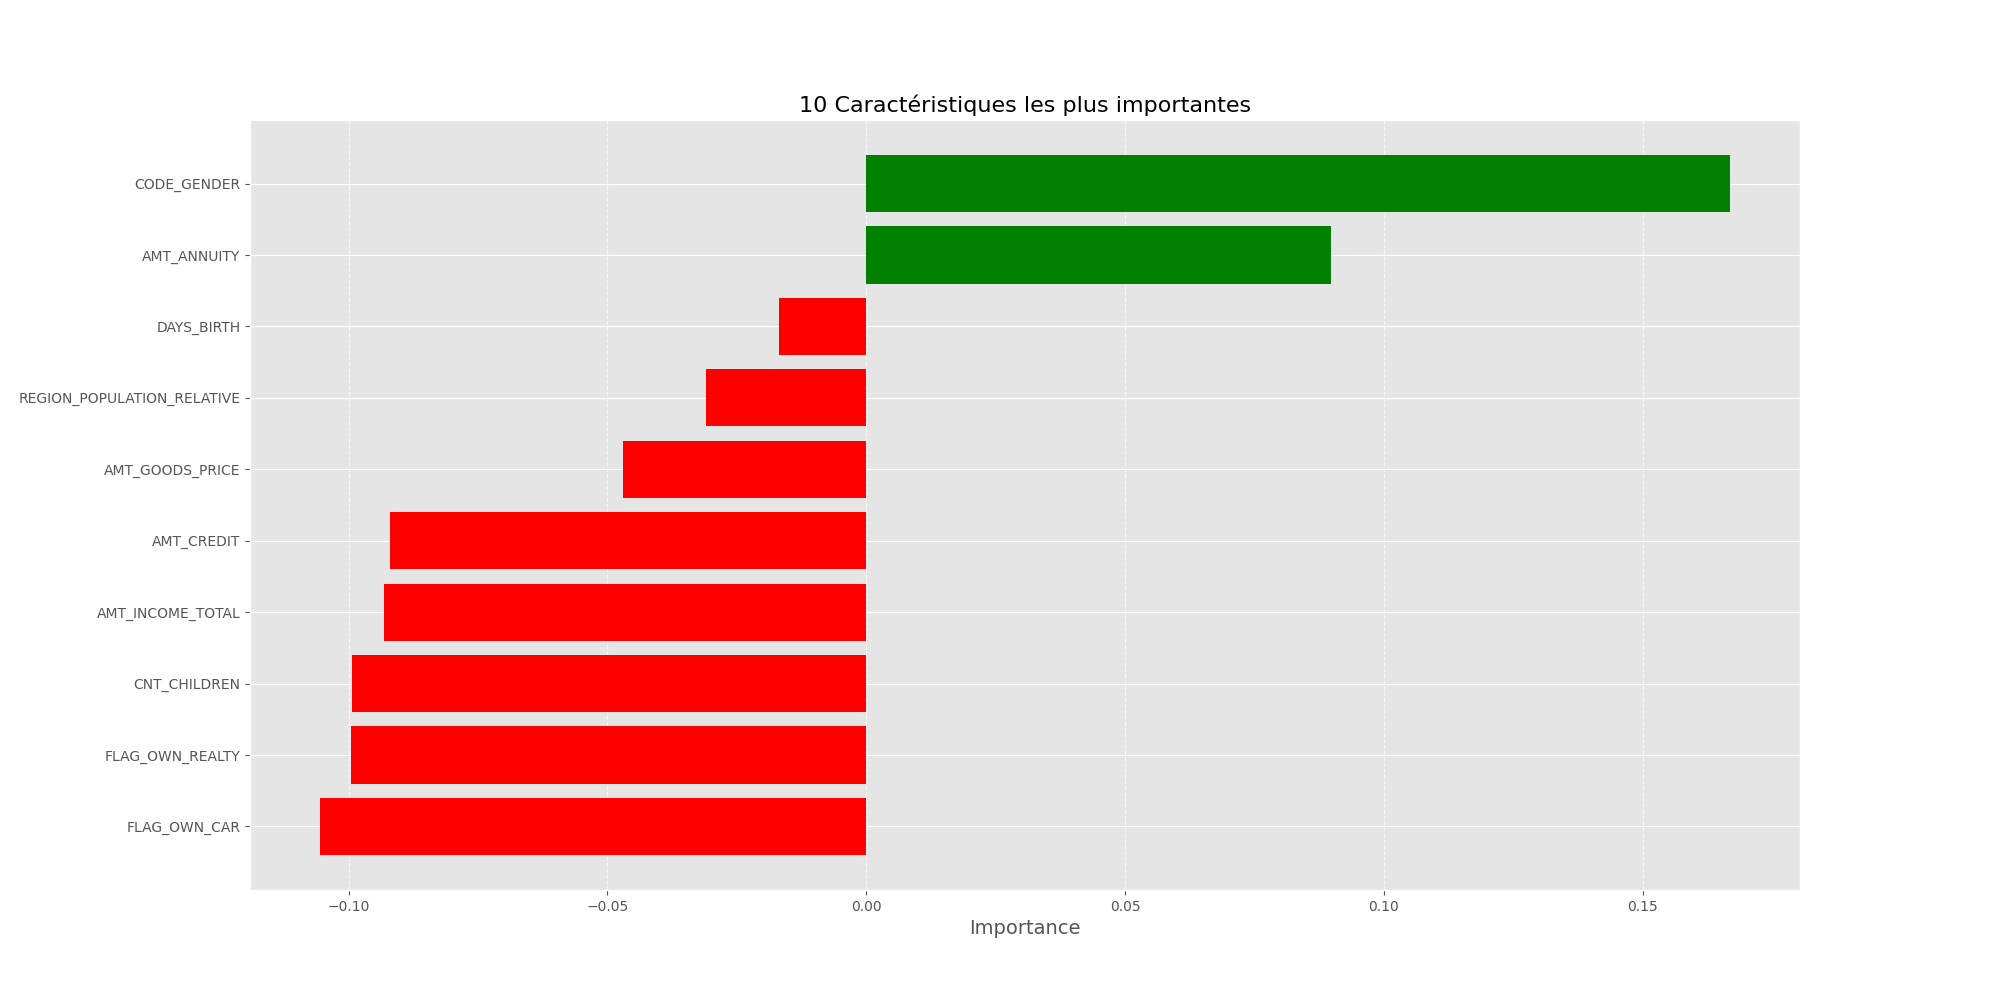 10 Caractéristiques les plus importantes
CODE_GENDER
AMT_ANNUITY
DAYS_BIRTH
REGION_POPULATION_RELATIVE
AMT_GOODS_PRICE
AMT_CREDIT
AMT_INCOME_TOTAL
CNT_CHILDREN
FLAG_OWN_REALTY
FLAG_OWN_CAR
−0.10 −0.05 0.00 0.05 0.10 0.15
Importance